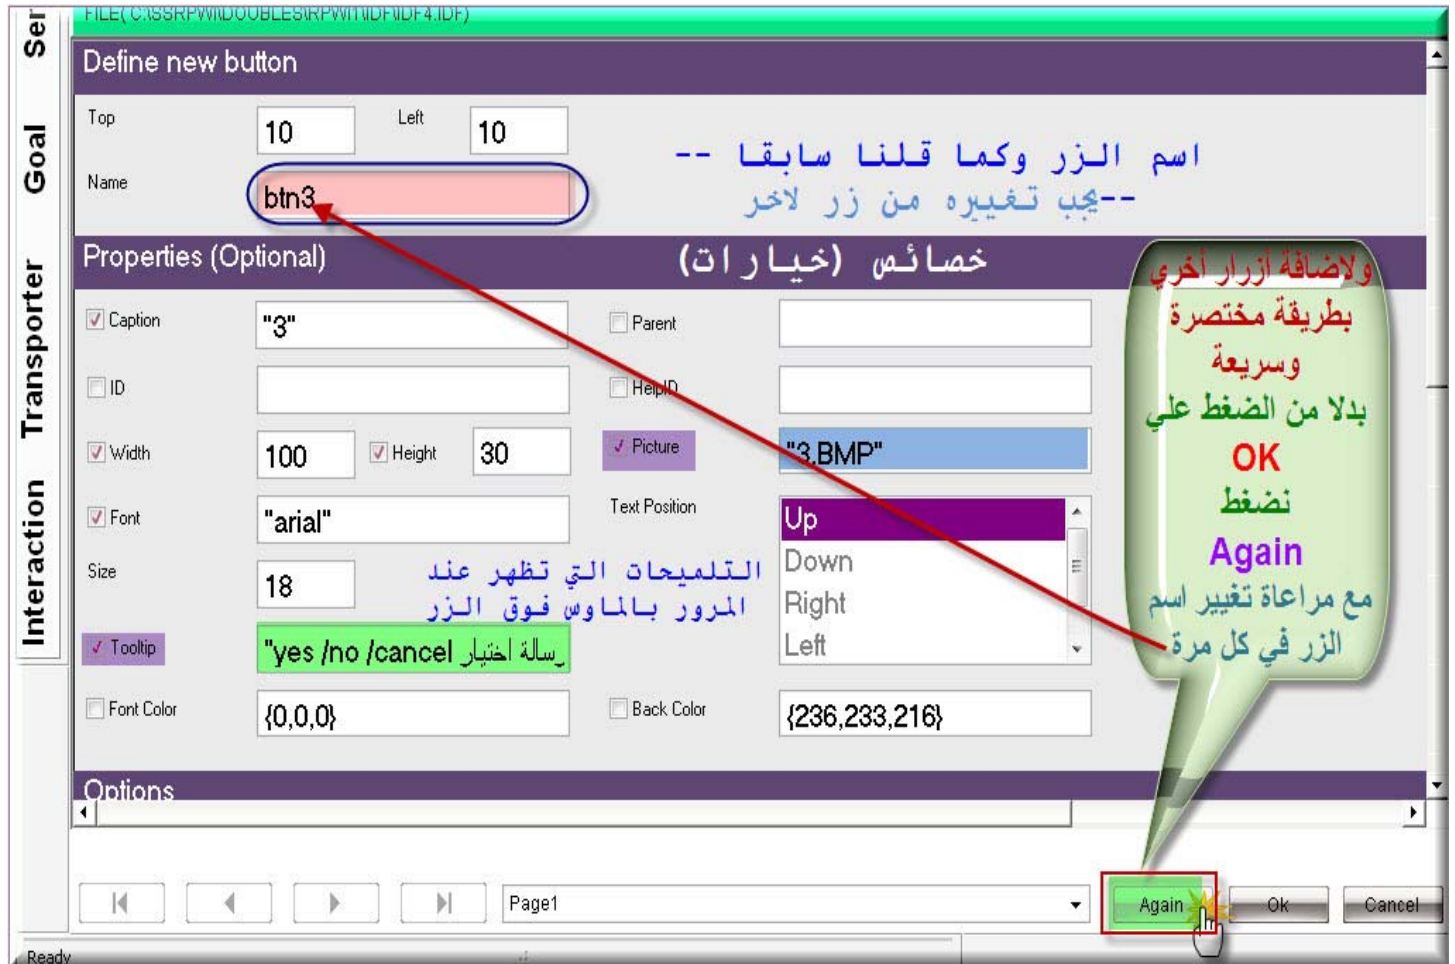 FILE( C:\SSRPWI\DOUBLES\RPWI1\IDF\IDF4.IDF)
Define new button
Top 10 Left 10
اسم الزر وكما قلنا سابقا --
--يجب تغييره من زر لاخر
Name btn3
Properties (Optional) خصائص (خيارات)
Caption "3" Parent
ID HelpID
Width 100 Height 30 Picture "3.BMP"
Font "arial" Text Position Up
Down
Right
Left
التلميحات التي تظهر عند
المرور بالماوس فوق الزر
Size 18
Tooltip "yes /no /cancel رسالة اختيار
Font Color {0,0,0} Back Color {236,233,216}
Options
ولاضافة أزرار أخري
بطريقة مختصرة
وسريعة
بدلا من الضغط علي
OK
نضغط
Again
مع مراعاة تغيير اسم
الزر في كل مرة
Page1 Again Ok Cancel
Ready
Interaction Transporter Goal Ser